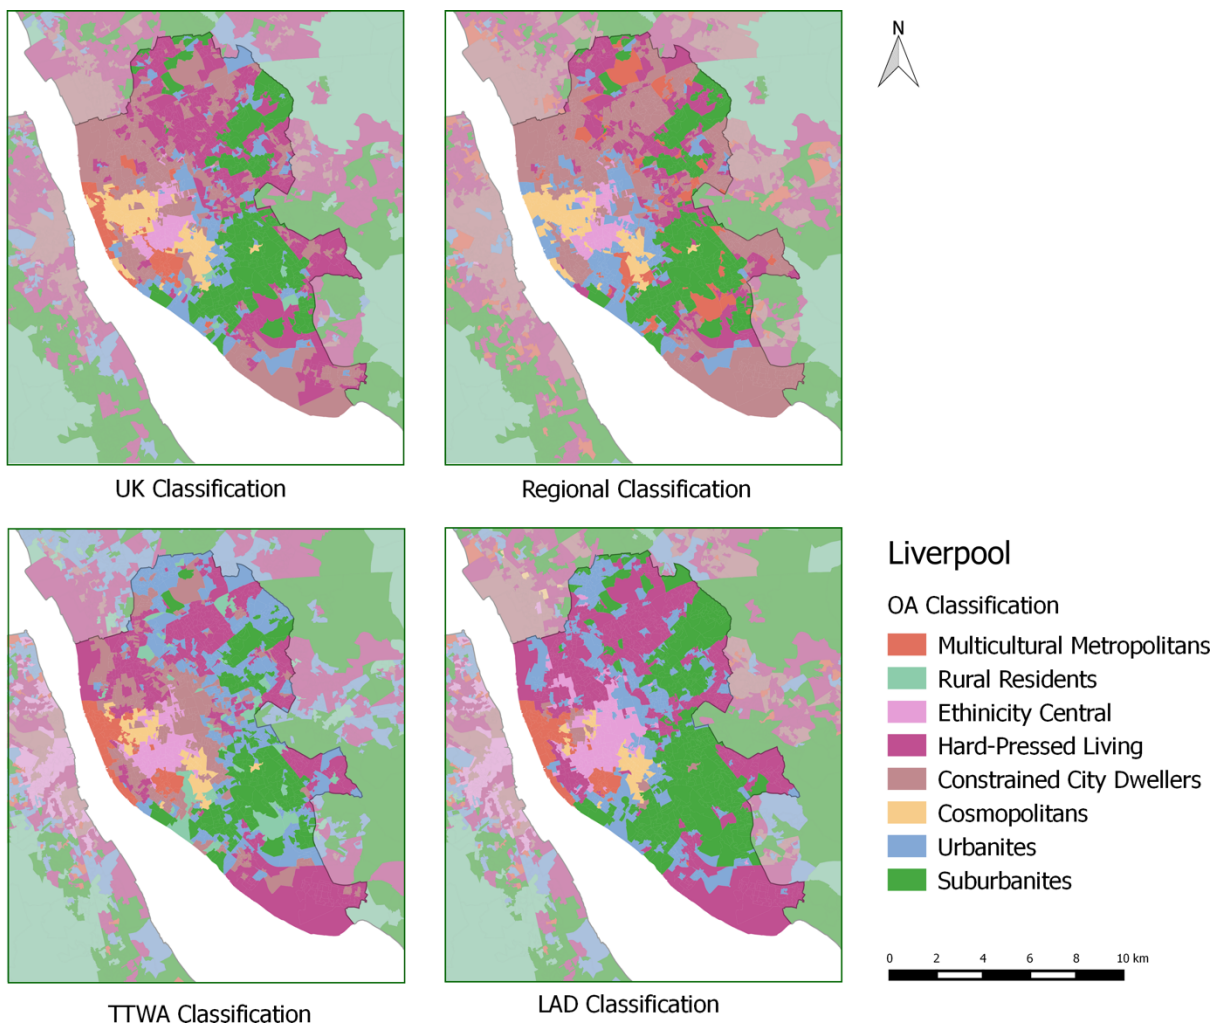 N
UK Classification
Regional Classification
Liverpool
OA Classification
Multicultural Metropolitans
Rural Residents
Ethinicity Central
Hard-Pressed Living
Constrained City Dwellers
Cosmopolitans
Urbanites
Suburbanites
0 2 4 6 8 10 km
TTWA Classification
LAD Classification